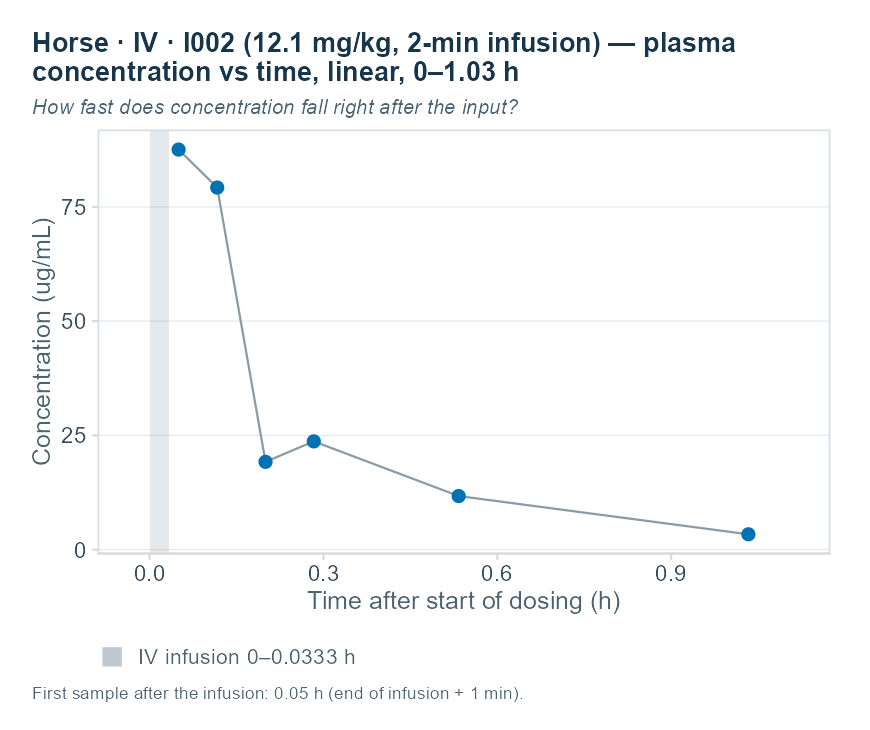 Horse · IV · I002 (12.1 mg/kg, 2-min infusion) — plasma
concentration vs time, linear, 0–1.03 h
How fast does concentration fall right after the input?
Concentration (ug/mL)
75
50
25
0
0.0 0.3 0.6 0.9
Time after start of dosing (h)
IV infusion 0–0.0333 h
First sample after the infusion: 0.05 h (end of infusion + 1 min).